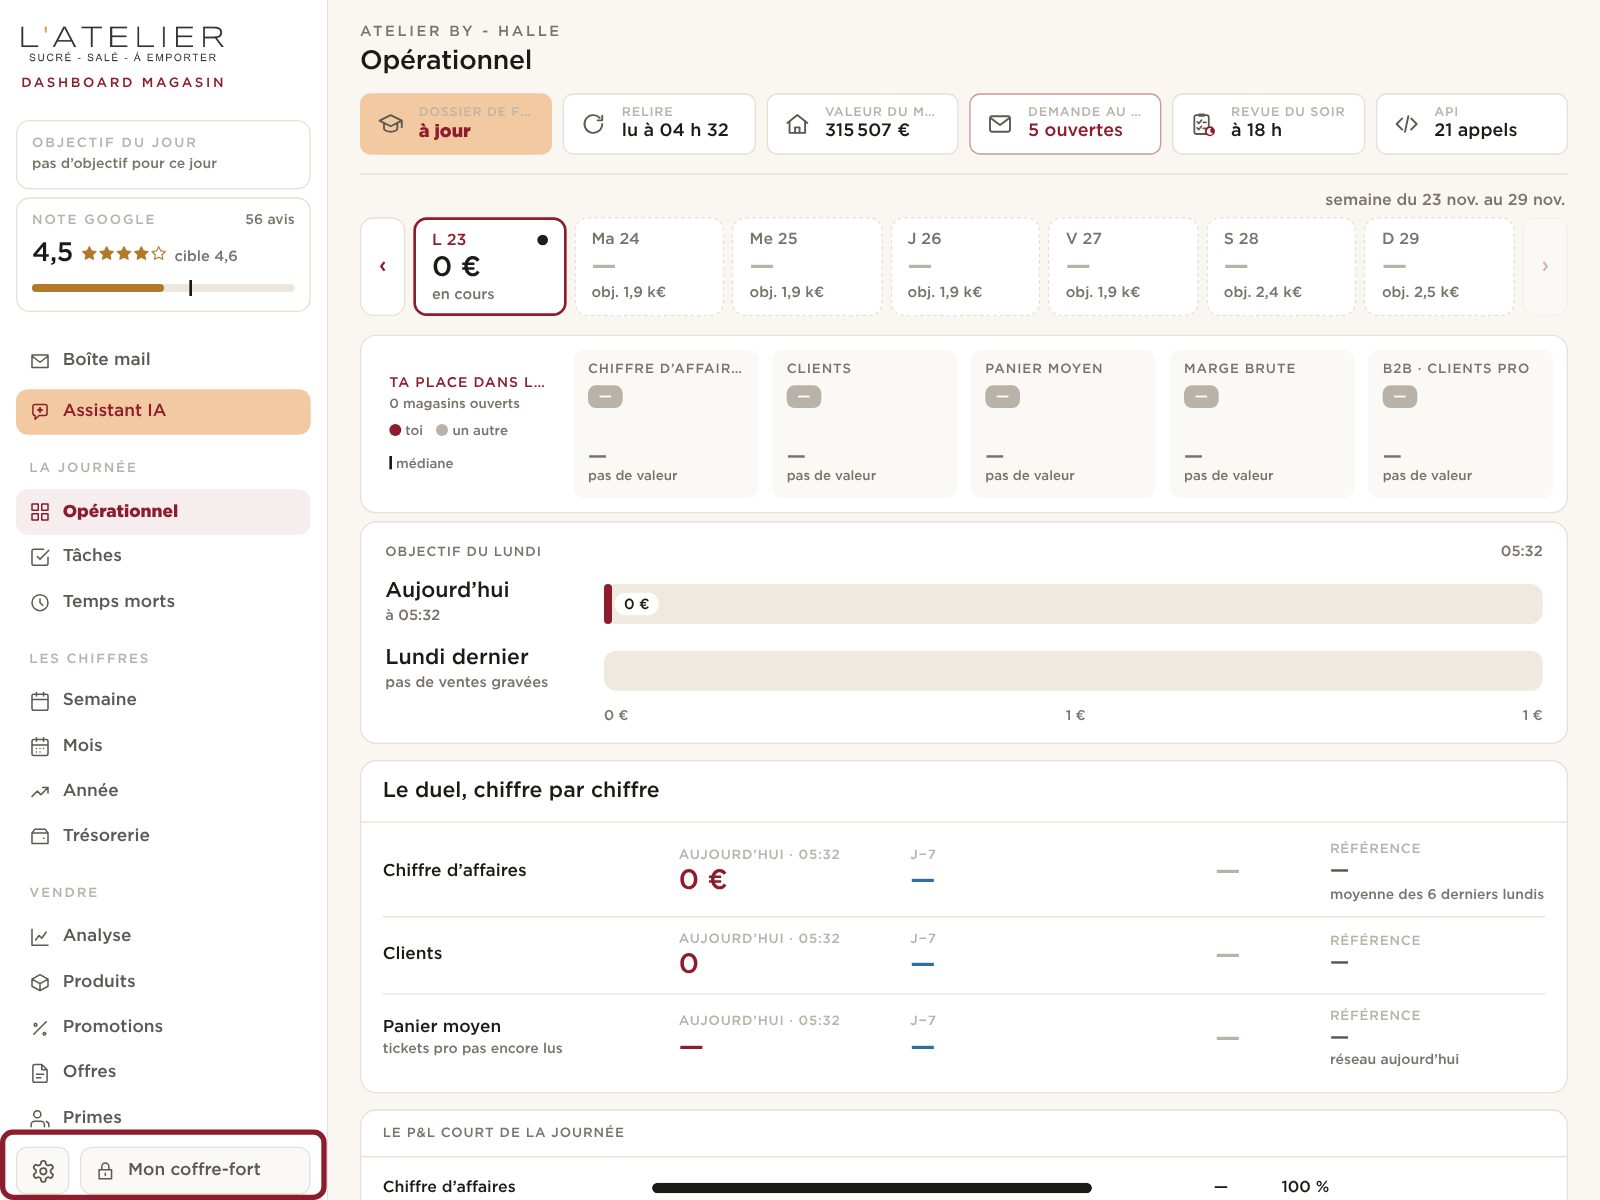 L'ATELIER
SUCRÉ - SALÉ - À EMPORTER
DASHBOARD MAGASIN
OBJECTIF DU JOUR
pas d’objectif pour ce jour
NOTE GOOGLE 56 avis
4,5 ★★★★☆ cible 4,6
Boîte mail
Assistant IA
LA JOURNÉE
Opérationnel
Tâches
Temps morts
LES CHIFFRES
Semaine
Mois
Année
Trésorerie
VENDRE
Analyse
Produits
Promotions
Offres
Primes
Mon coffre-fort
ATELIER BY - HALLE
Opérationnel
DOSSIER DE F...
à jour
RELIRE
lu à 04 h 32
VALEUR DU M...
315 507 €
DEMANDE AU ...
5 ouvertes
REVUE DU SOIR
à 18 h
API
21 appels
semaine du 23 nov. au 29 nov.
‹
L 23
0 €
en cours
Ma 24
—
obj. 1,9 k€
Me 25
—
obj. 1,9 k€
J 26
—
obj. 1,9 k€
V 27
—
obj. 1,9 k€
S 28
—
obj. 2,4 k€
D 29
—
obj. 2,5 k€
›
TA PLACE DANS L...
0 magasins ouverts
toi un autre
médiane
CHIFFRE D’AFFAIR...
—
—
pas de valeur
CLIENTS
—
—
pas de valeur
PANIER MOYEN
—
—
pas de valeur
MARGE BRUTE
—
—
pas de valeur
B2B · CLIENTS PRO
—
—
pas de valeur
OBJECTIF DU LUNDI 05:32
Aujourd’hui
à 05:32
0 €
Lundi dernier
pas de ventes gravées
0 € 1 € 1 €
Le duel, chiffre par chiffre
Chiffre d’affaires
AUJOURD’HUI · 05:32
0 €
J−7
—
—
RÉFÉRENCE
—
moyenne des 6 derniers lundis
Clients
AUJOURD’HUI · 05:32
0
J−7
—
—
RÉFÉRENCE
—
Panier moyen
tickets pro pas encore lus
AUJOURD’HUI · 05:32
—
J−7
—
—
RÉFÉRENCE
—
réseau aujourd’hui
LE P&L COURT DE LA JOURNÉE
Chiffre d’affaires — 100 %